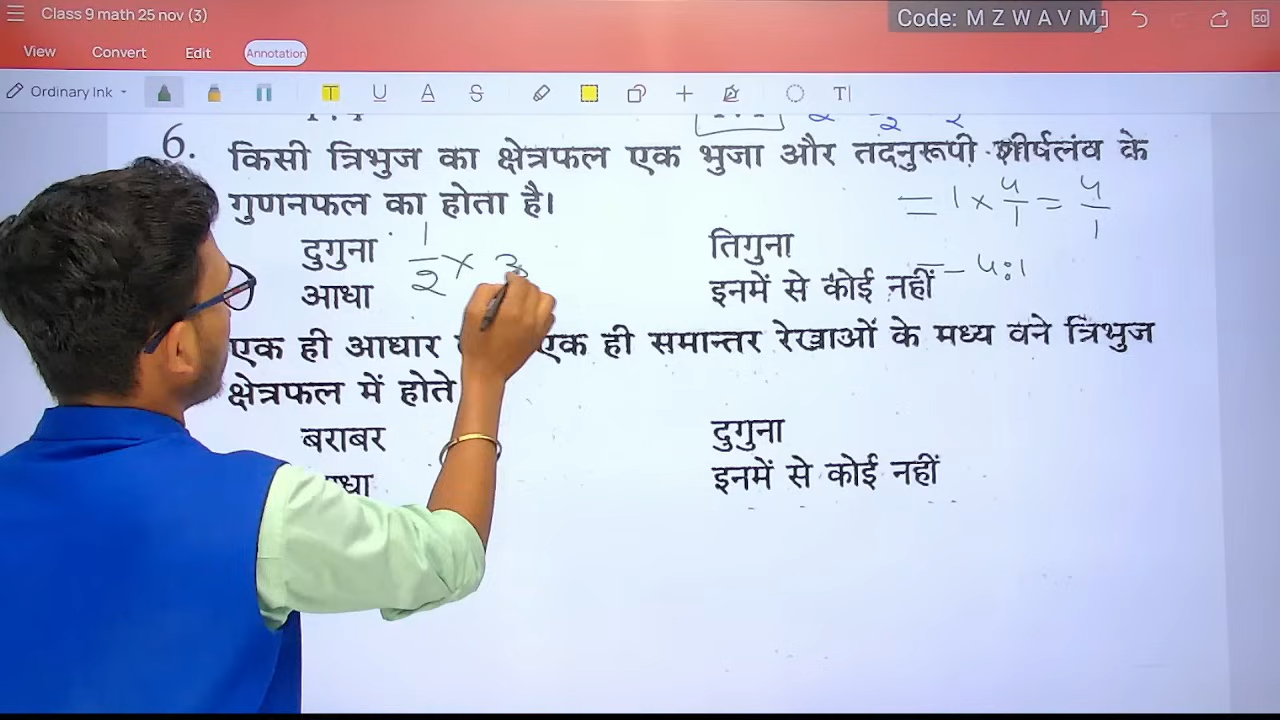 Class 9 math 25 nov (3)
Code: M Z W A V M
50
View Convert Edit Annotation
Ordinary Ink
6. किसी त्रिभुज का क्षेत्रफल एक भुजा और तदनुरूपी शीर्षलंव के
गुणनफल का होता है।
= 1 × 4/1 = 4/1
दुगुना
तिगुना
1/2 ×
= 4:1
आधा
इनमें से कोई नहीं
एक ही आधार एक ही समान्तर रेखाओं के मध्य वने त्रिभुज
क्षेत्रफल में होते
बराबर
दुगुना
इनमें से कोई नहीं